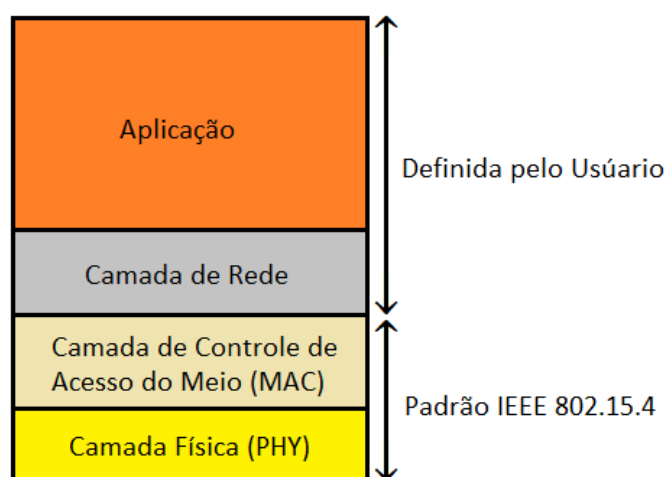 Aplicação
Definida pelo Usúario
Camada de Rede
Camada de Controle de
Acesso do Meio (MAC)
Padrão IEEE 802.15.4
Camada Física (PHY)